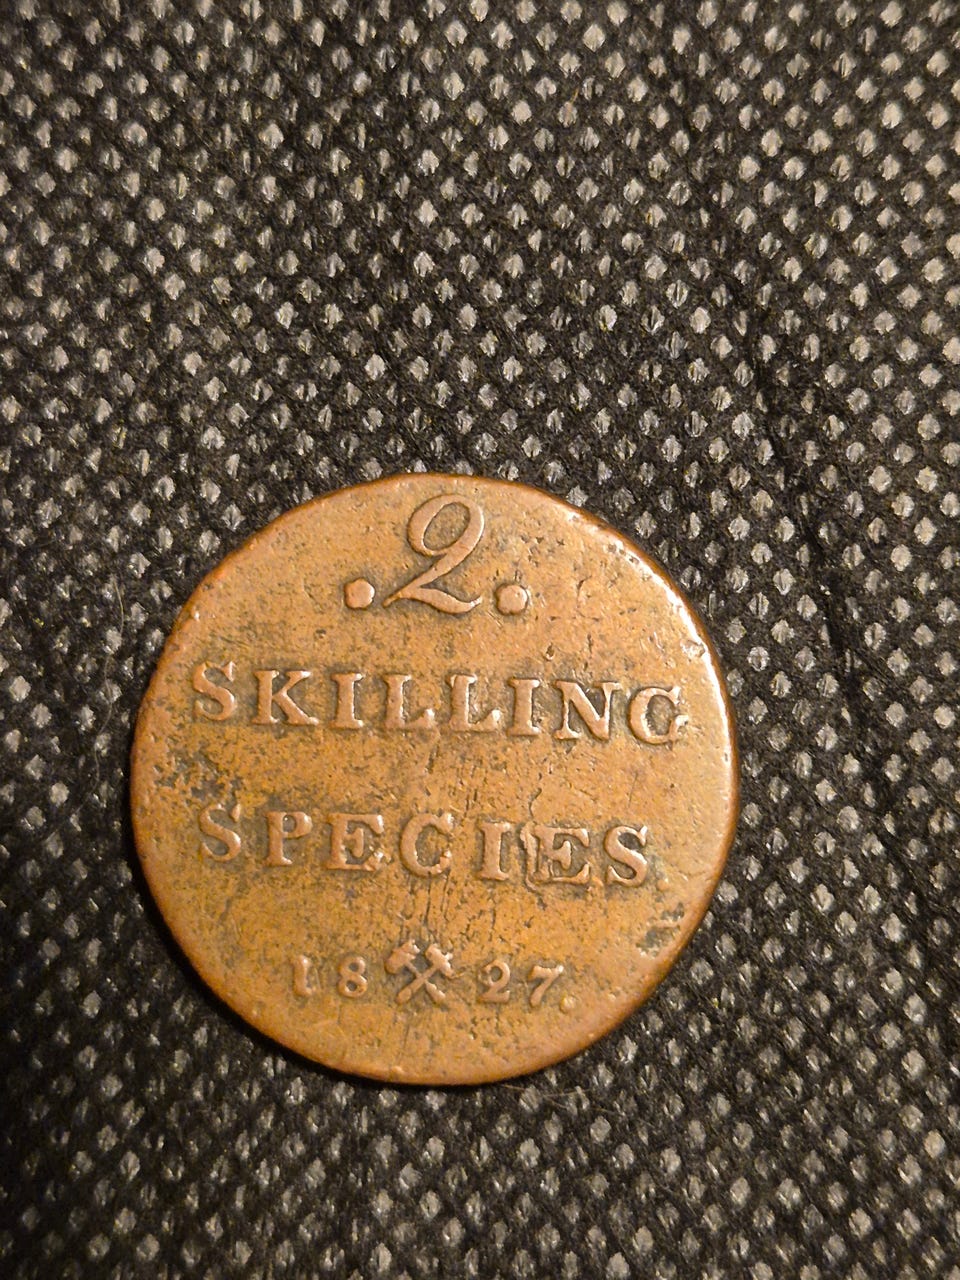 .2.
SKILLING
SPECIES
18⚒27.